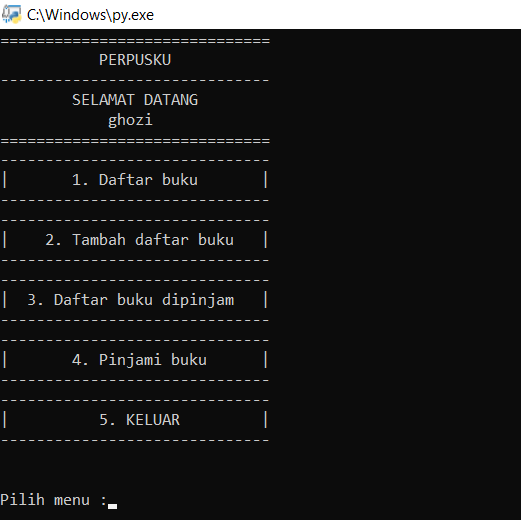 C:\Windows\py.exe
==============================
PERPUSKU
------------------------------
SELAMAT DATANG
ghozi
==============================
------------------------------
|       1. Daftar buku       |
------------------------------
------------------------------
|    2. Tambah daftar buku   |
------------------------------
------------------------------
|  3. Daftar buku dipinjam   |
------------------------------
------------------------------
|       4. Pinjami buku      |
------------------------------
------------------------------
|          5. KELUAR         |
------------------------------
Pilih menu :